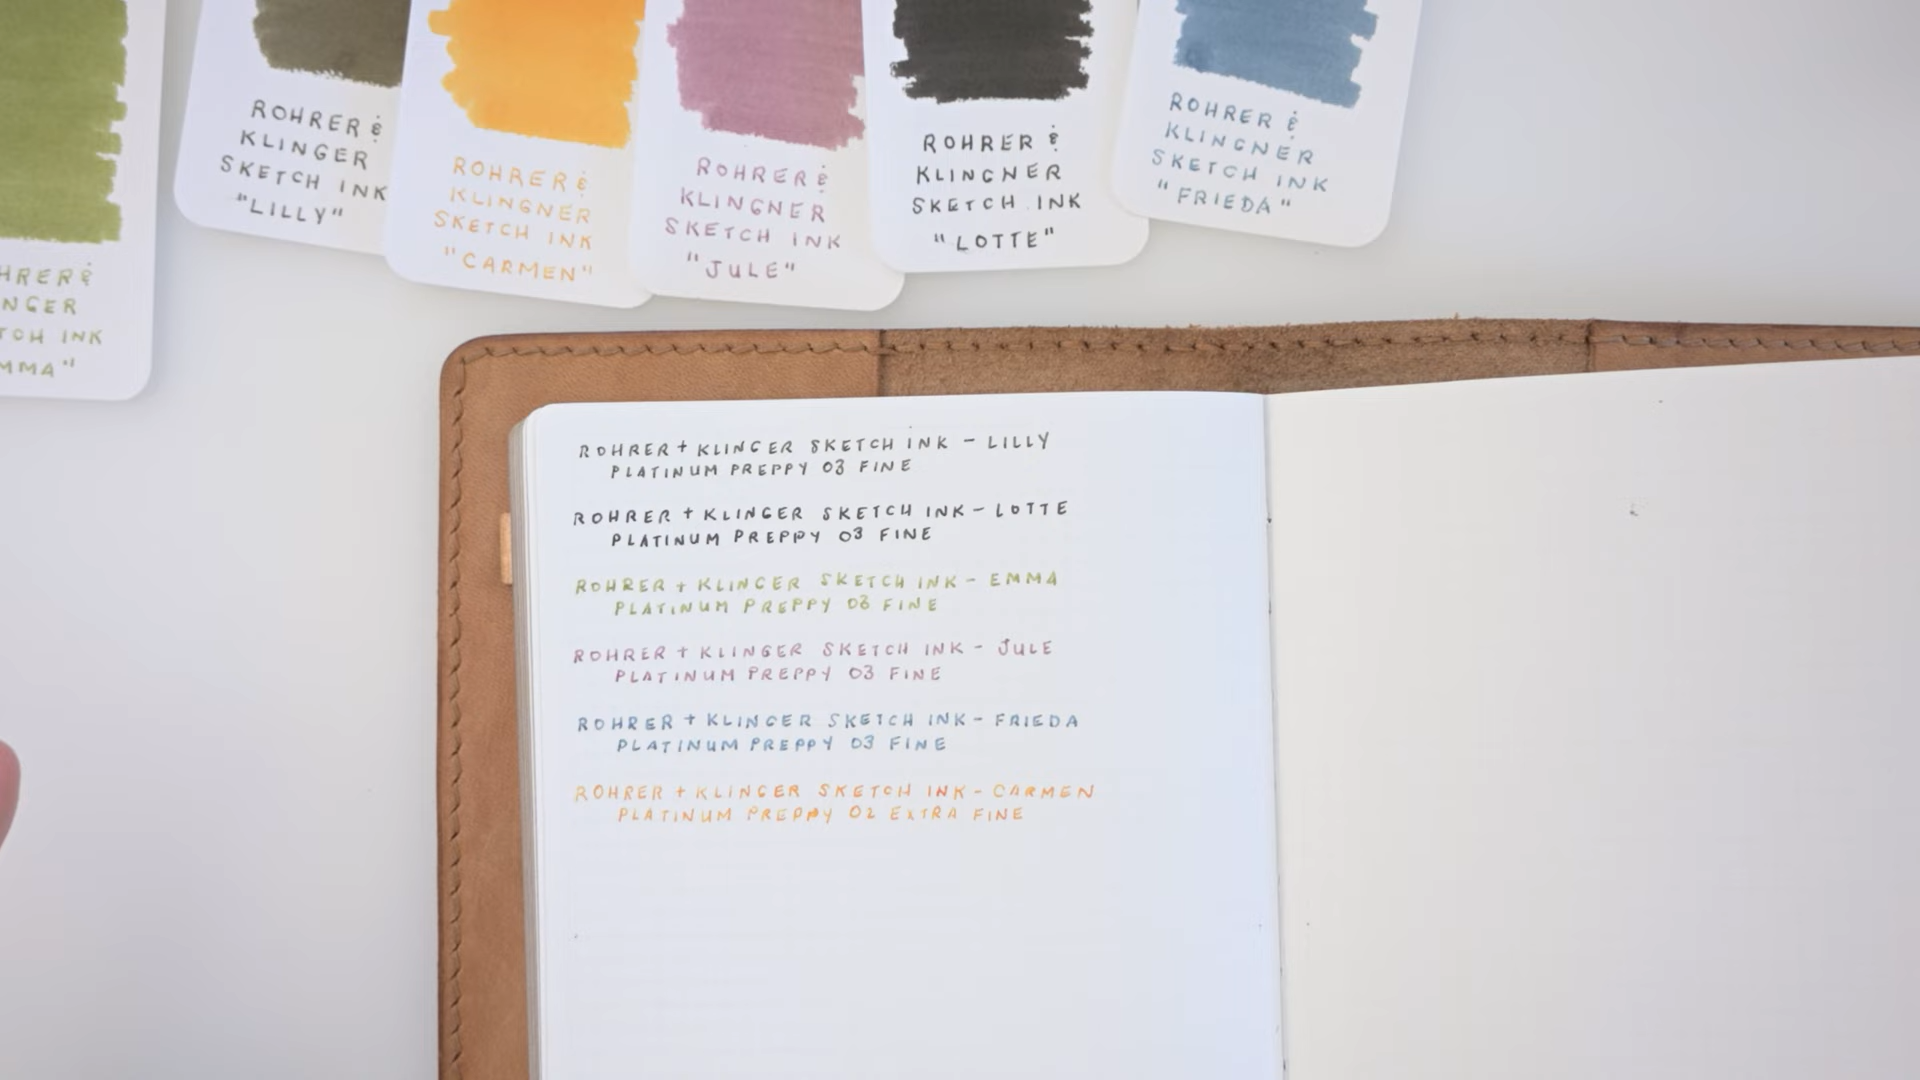 ROHRER &
KLINGER
SKETCH INK
"LILLY"
ROHRER &
KLINGNER
SKETCH INK
"CARMEN"
ROHRER &
KLINGNER
SKETCH INK
"JULE"
ROHRER &
KLINGNER
SKETCH INK
"LOTTE"
ROHRER &
KLINGNER
SKETCH INK
"FRIEDA"
INK
ROHRER + KLINGER SKETCH INK - LILLY
PLATINUM PREPPY 03 FINE
ROHRER + KLINGER SKETCH INK - LOTTE
PLATINUM PREPPY 03 FINE
ROHRER + KLINGER SKETCH INK - EMMA
PLATINUM PREPPY 03 FINE
ROHRER + KLINGER SKETCH INK - JULE
PLATINUM PREPPY 03 FINE
ROHRER + KLINGER SKETCH INK - FRIEDA
PLATINUM PREPPY 03 FINE
ROHRER + KLINGER SKETCH INK - CARMEN
PLATINUM PREPPY 02 EXTRA FINE